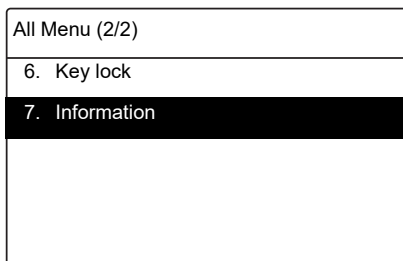 All Menu (2/2)
6. Key lock
7. Information